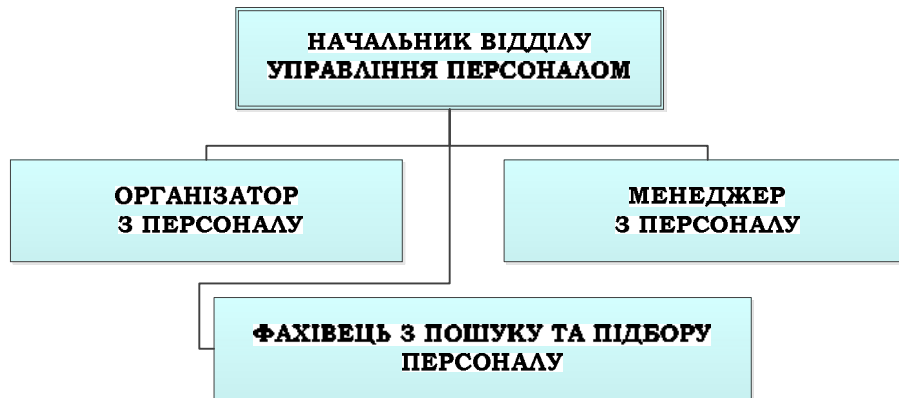 НАЧАЛЬНИК ВІДДІЛУ
УПРАВЛІННЯ ПЕРСОНАЛОМ
ОРГАНІЗАТОР
З ПЕРСОНАЛУ
МЕНЕДЖЕР
З ПЕРСОНАЛУ
ФАХІВЕЦЬ З ПОШУКУ ТА ПІДБОРУ
ПЕРСОНАЛУ